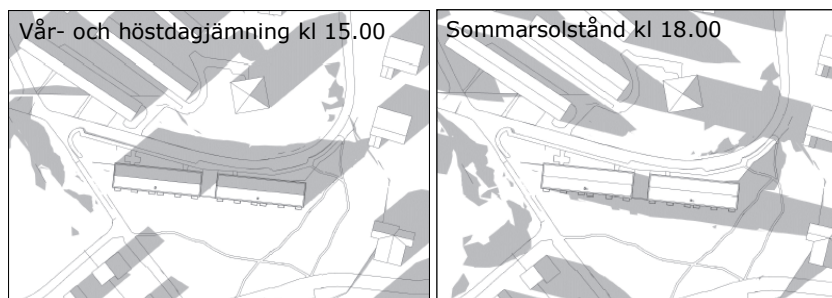 Vår- och höstdagjämning kl 15.00
Sommarsolstånd kl 18.00